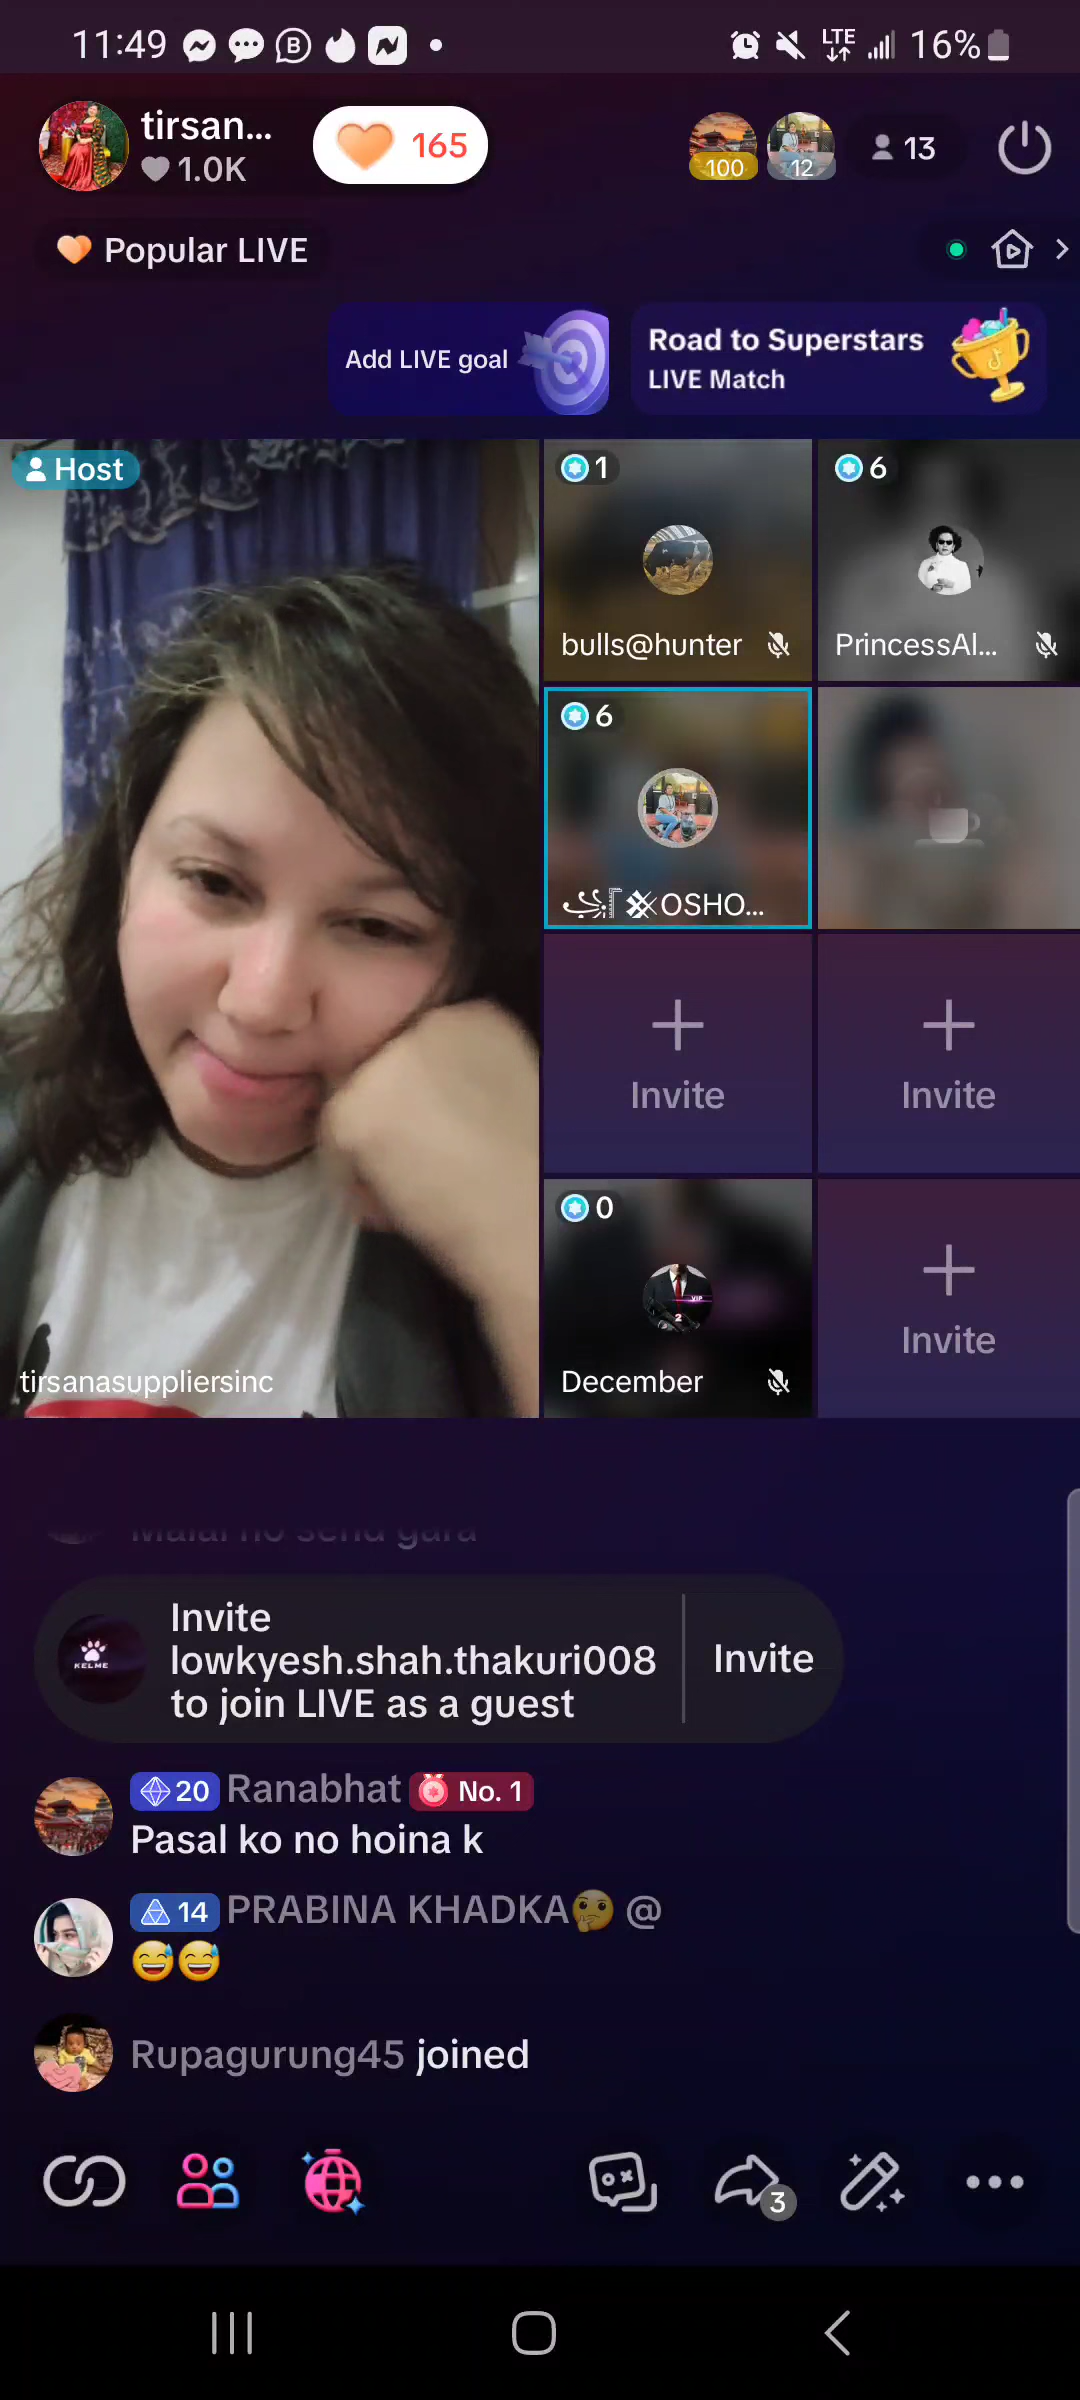 11:49
LTE
16%
tirsan...
1.0K
165
100
12
13
Popular LIVE
Add LIVE goal
Road to Superstars
LIVE Match
Host
1
bulls@hunter
6
PrincessAl...
6
OSHO...
Invite
Invite
0
December
Invite
tirsanasuppliersinc
Invite
lowkyesh.shah.thakuri008
to join LIVE as a guest
Invite
KELME
20 Ranabhat No. 1
Pasal ko no hoina k
14 PRABINA KHADKA🤔 @
😅😅
Rupagurung45 joined
3